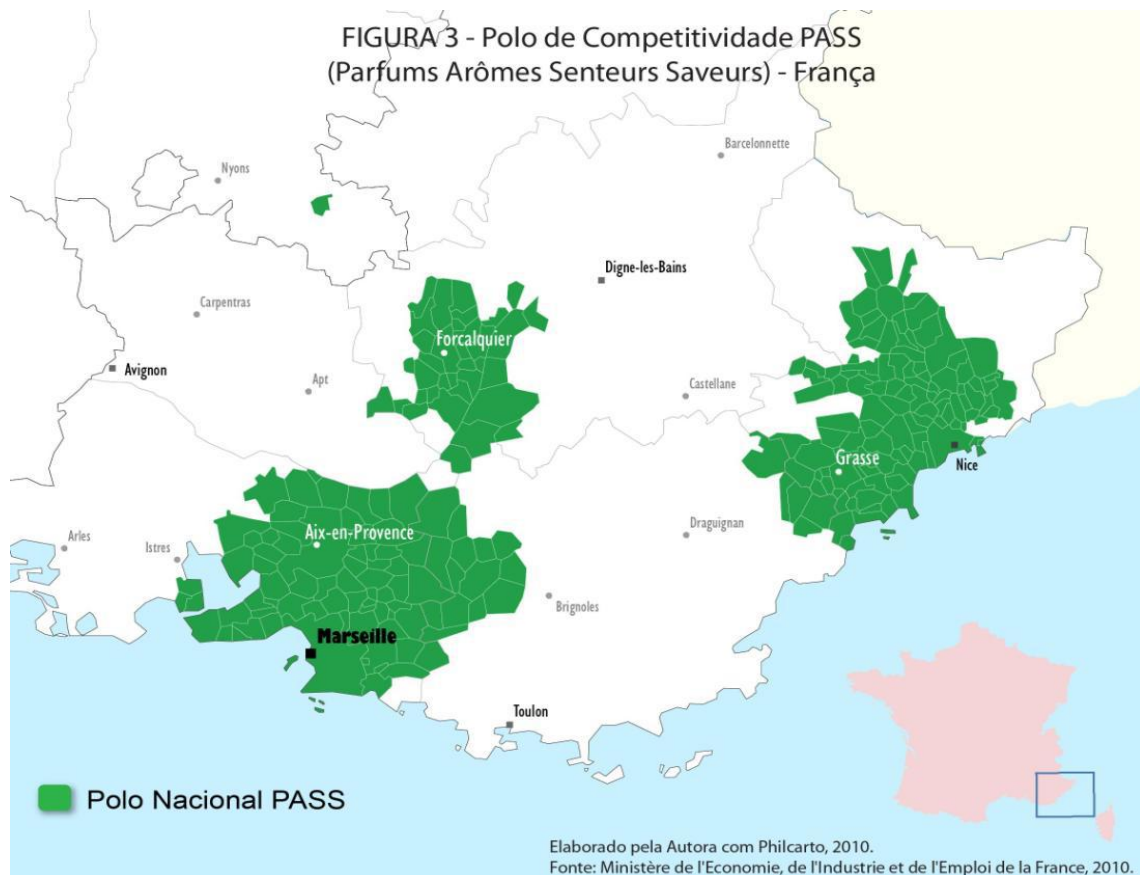 FIGURA 3 - Polo de Competitividade PASS
(Parfums Arômes Senteurs Saveurs) - França
Barcelonnette
Nyons
Digne-les-Bains
Carpentras
Forcalquier
Avignon
Apt
Castellane
Nice
Grasse
Draguignan
Aix-en-Provence
Arles
Istres
Brignoles
Marseille
Toulon
Polo Nacional PASS
Elaborado pela Autora com Philcarto, 2010.
Fonte: Ministère de l'Economie, de l'Industrie et de l'Emploi de la France, 2010.